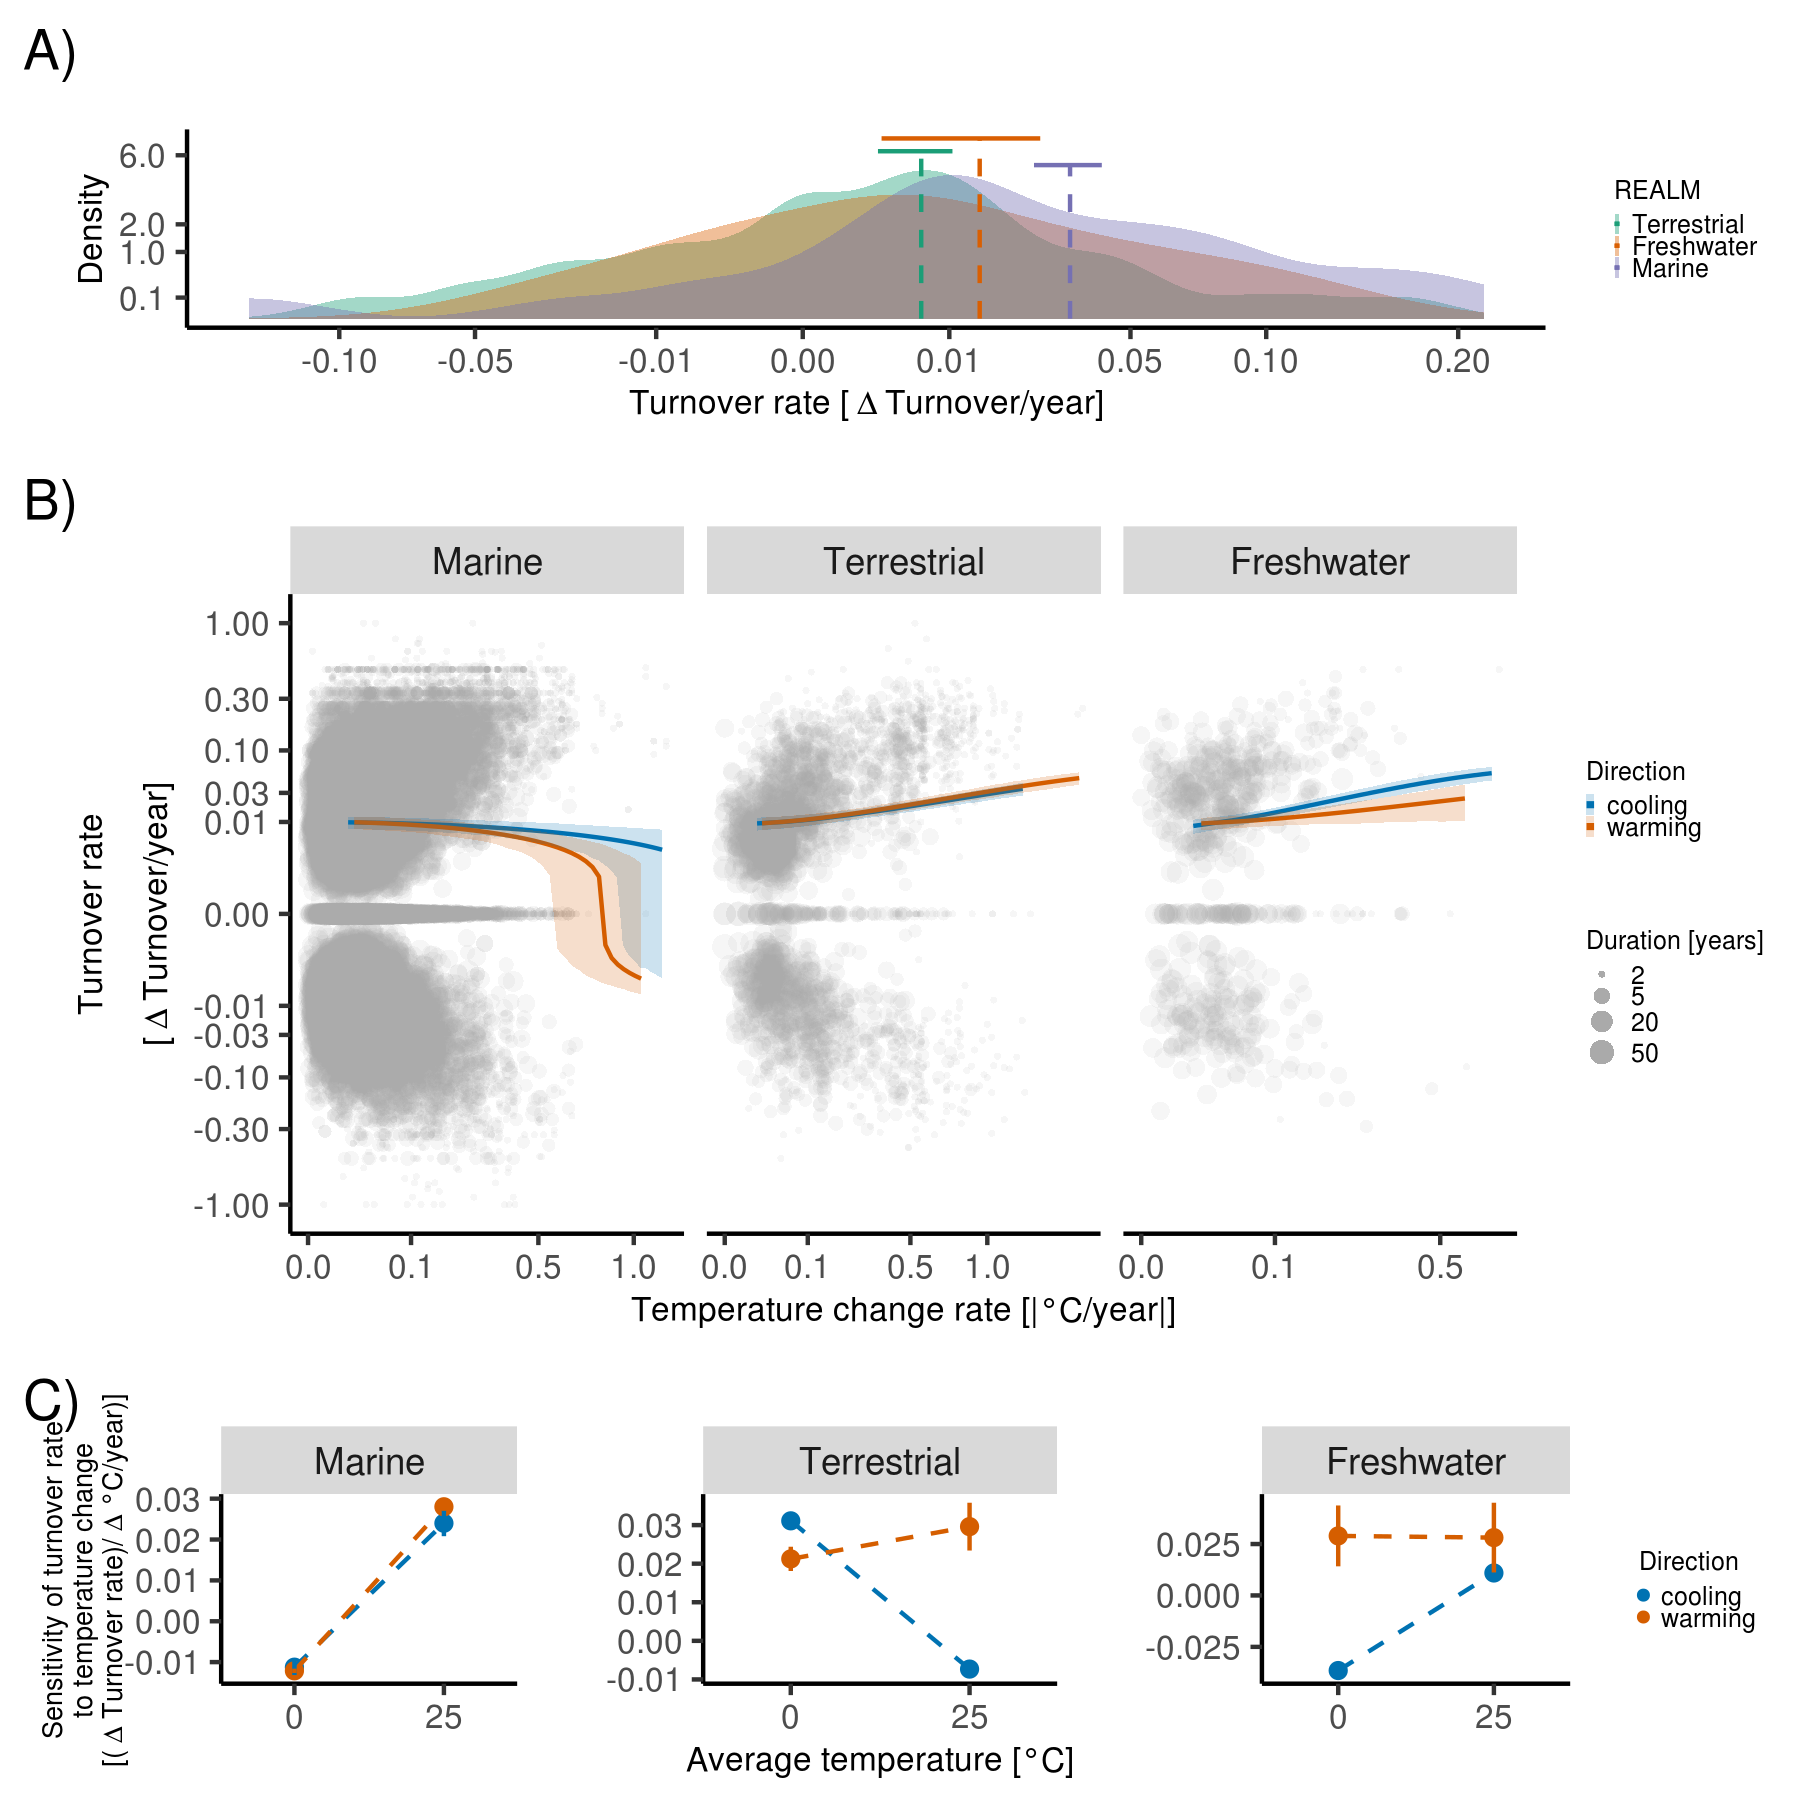 A)
6.0
2.0
1.0
0.1
Density
-0.10 -0.05 -0.01 0.00 0.01 0.05 0.10 0.20
Turnover rate [ Δ Turnover/year]
REALM
Terrestrial
Freshwater
Marine
B)
Marine Terrestrial Freshwater
1.00
0.30
0.10
0.03
0.01
0.00
-0.01
-0.03
-0.10
-0.30
-1.00
Turnover rate
[ Δ Turnover/year]
0.0 0.1 0.5 1.0 0.0 0.1 0.5 1.0 0.0 0.1 0.5
Temperature change rate [|°C/year|]
Direction
cooling
warming
Duration [years]
2
5
20
50
C)
Sensitivity of turnover rate
to temperature change
[( Δ Turnover rate)/ Δ °C/year)]
Marine Terrestrial Freshwater
0.03
0.02
0.01
0.00
-0.01
0.03
0.02
0.01
0.00
-0.01
0.025
0.000
-0.025
0 25 0 25 0 25
Average temperature [°C]
Direction
cooling
warming